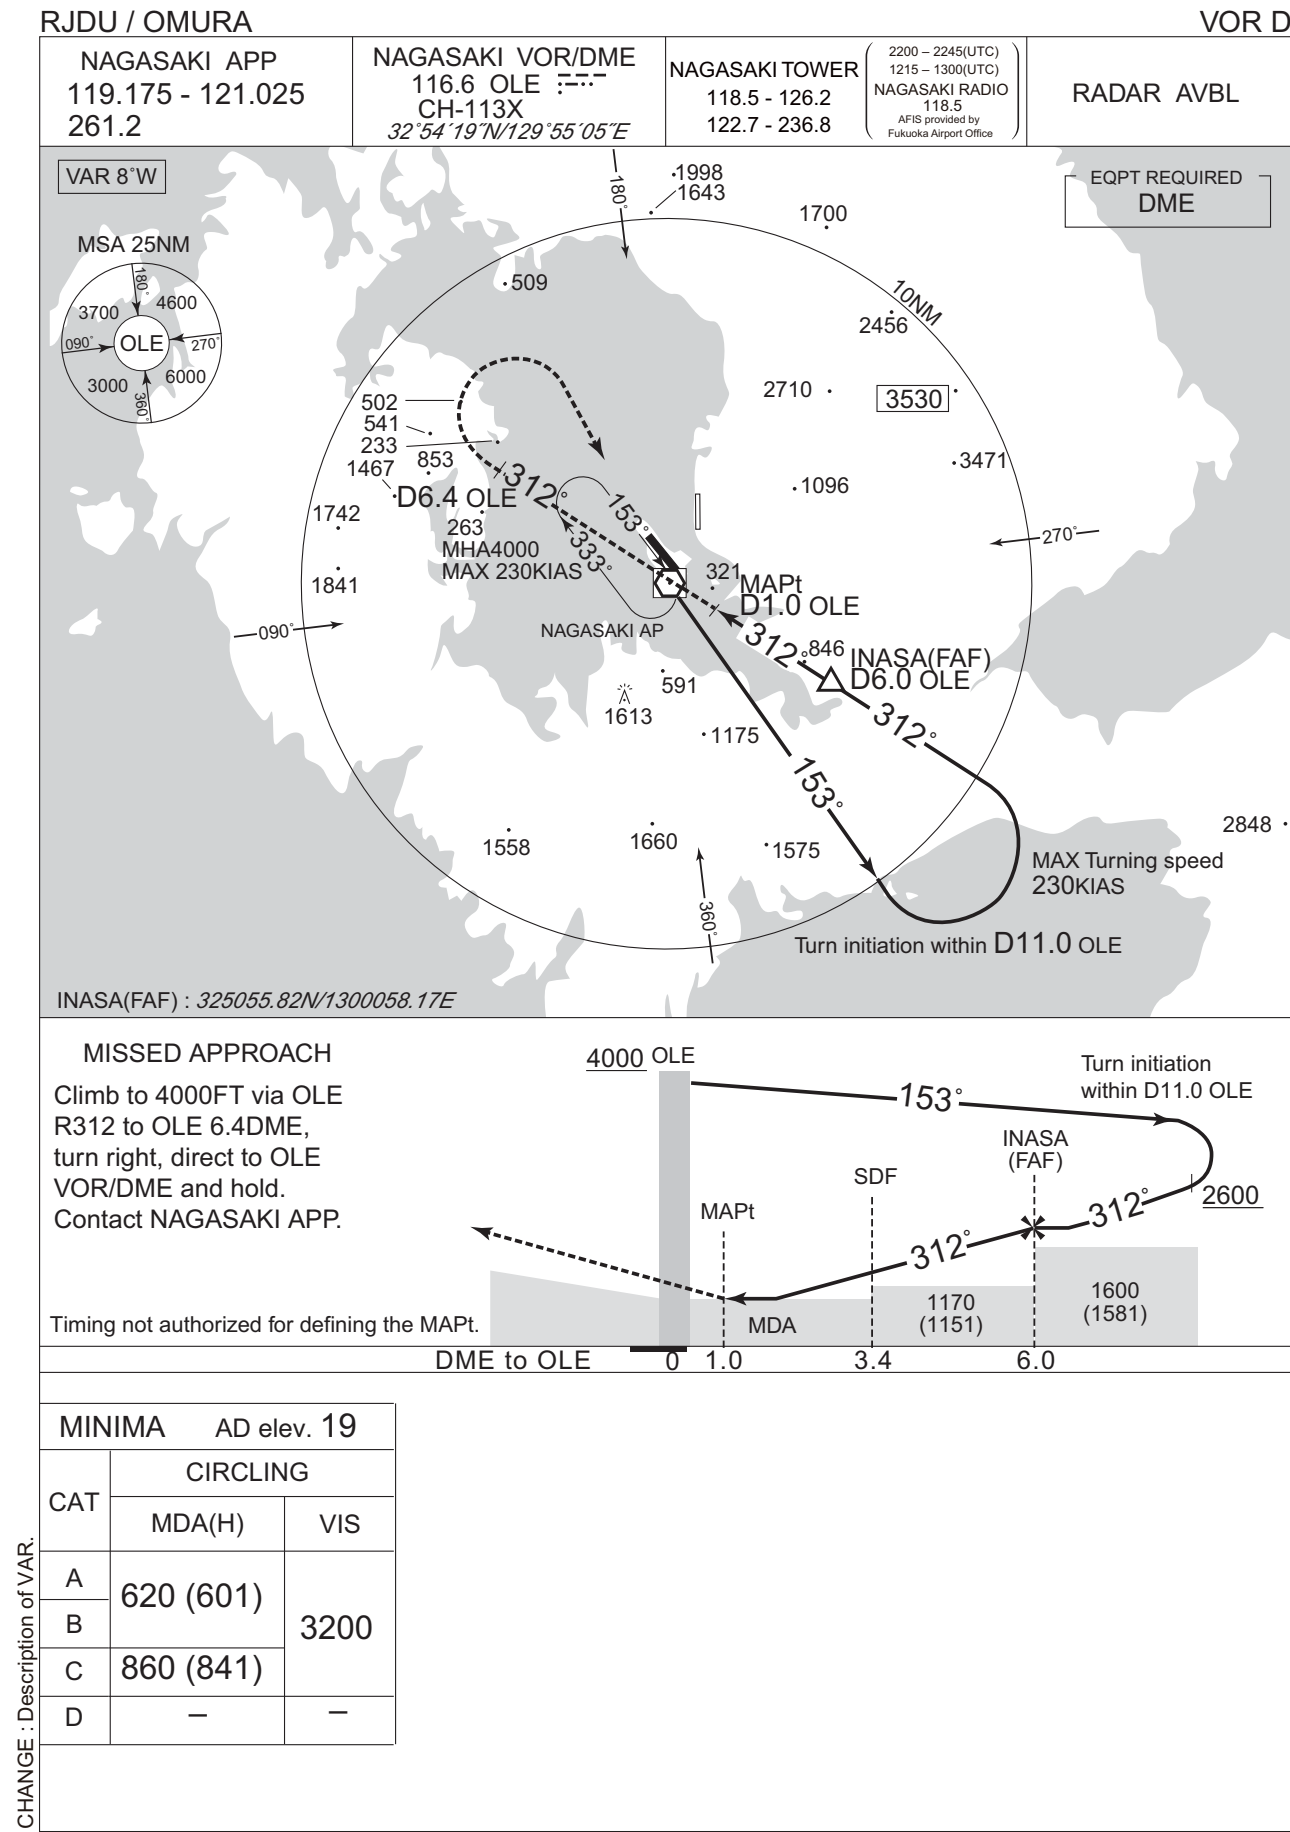 RJDU / OMURA
VOR D
NAGASAKI APP
119.175 - 121.025
261.2
NAGASAKI VOR/DME
116.6 OLE
CH-113X
32°54´19˝N/129°55´05˝E
NAGASAKI TOWER
118.5 - 126.2
122.7 - 236.8
2200 – 2245(UTC)
1215 – 1300(UTC)
NAGASAKI RADIO
118.5
AFIS provided by
Fukuoka Airport Office
RADAR AVBL
VAR 8°W
EQPT REQUIRED
DME
MSA 25NM
180°
3700
4600
090°
OLE
270°
3000
6000
360°
180°
1998
1643
1700
509
10NM
2456
2710
3530
502
541
233
853
1467
3471
1096
312°
153°
D6.4 OLE
1742
263
333°
MHA4000
MAX 230KIAS
270°
1841
321
MAPt
D1.0 OLE
090°
NAGASAKI AP
312°
846
INASA(FAF)
D6.0 OLE
591
1613
1175
312°
153°
1558
1660
1575
2848
MAX Turning speed
230KIAS
360°
Turn initiation within D11.0 OLE
INASA(FAF) : 325055.82N/1300058.17E
MISSED APPROACH
Climb to 4000FT via OLE
R312 to OLE 6.4DME,
turn right, direct to OLE
VOR/DME and hold.
Contact NAGASAKI APP.
Timing not authorized for defining the MAPt.
4000 OLE
153°
Turn initiation
within D11.0 OLE
INASA
(FAF)
SDF
MAPt
2600
312°
312°
1600
(1581)
1170
(1151)
MDA
DME to OLE 0 1.0 3.4 6.0
MINIMA AD elev. 19
CAT
CIRCLING
MDA(H) VIS
A
620 (601)
B
3200
C
860 (841)
D – –
CHANGE : Description of VAR.